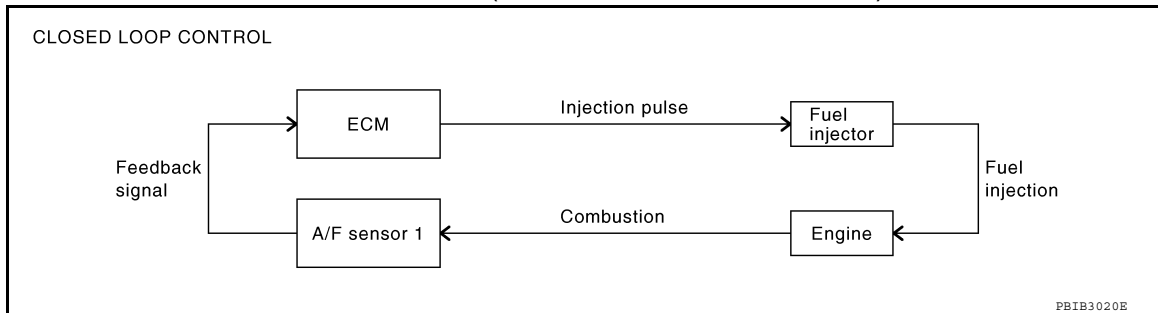 CLOSED LOOP CONTROL
ECM
Injection pulse
Fuel
injector
Feedback
signal
Fuel
injection
A/F sensor 1
Combustion
Engine
PBIB3020E